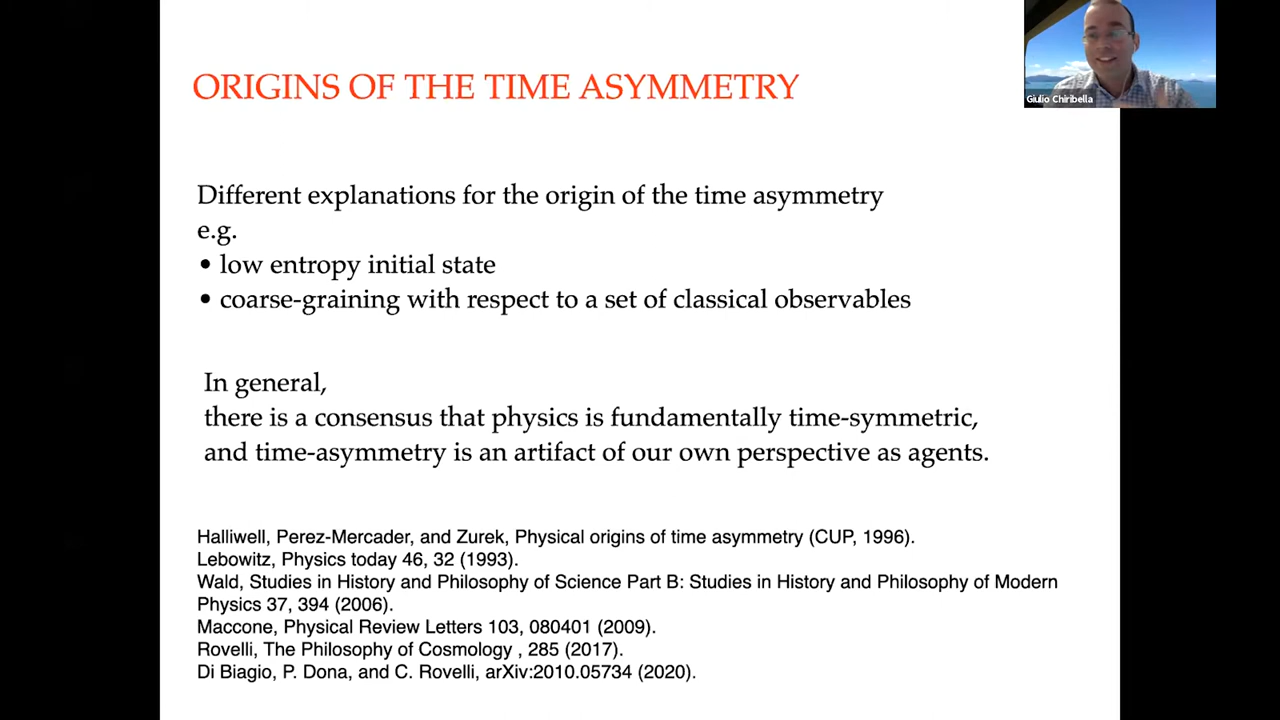 ORIGINS OF THE TIME ASYMMETRY
Giulio Chiribella
Different explanations for the origin of the time asymmetry
e.g.
• low entropy initial state
• coarse-graining with respect to a set of classical observables
In general,
there is a consensus that physics is fundamentally time-symmetric,
and time-asymmetry is an artifact of our own perspective as agents.
Halliwell, Perez-Mercader, and Zurek, Physical origins of time asymmetry (CUP, 1996).
Lebowitz, Physics today 46, 32 (1993).
Wald, Studies in History and Philosophy of Science Part B: Studies in History and Philosophy of Modern
Physics 37, 394 (2006).
Maccone, Physical Review Letters 103, 080401 (2009).
Rovelli, The Philosophy of Cosmology , 285 (2017).
Di Biagio, P. Dona, and C. Rovelli, arXiv:2010.05734 (2020).